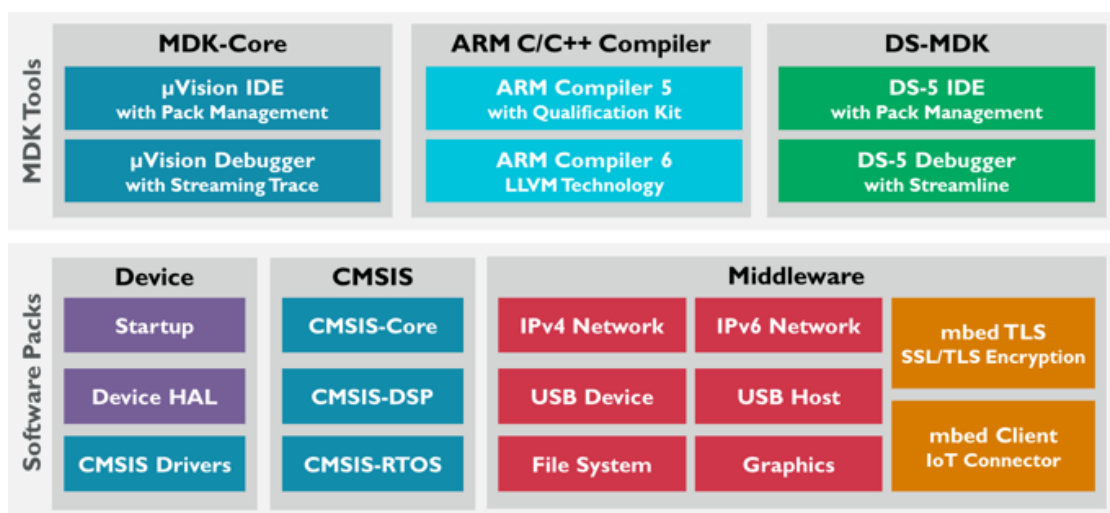 MDK Tools
MDK-Core
µVision IDE
with Pack Management
µVision Debugger
with Streaming Trace
ARM C/C++ Compiler
ARM Compiler 5
with Qualification Kit
ARM Compiler 6
LLVM Technology
DS-MDK
DS-5 IDE
with Pack Management
DS-5 Debugger
with Streamline
Software Packs
Device
Startup
Device HAL
CMSIS Drivers
CMSIS
CMSIS-Core
CMSIS-DSP
CMSIS-RTOS
Middleware
IPv4 Network
IPv6 Network
USB Device
USB Host
File System
Graphics
mbed TLS
SSL/TLS Encryption
mbed Client
IoT Connector